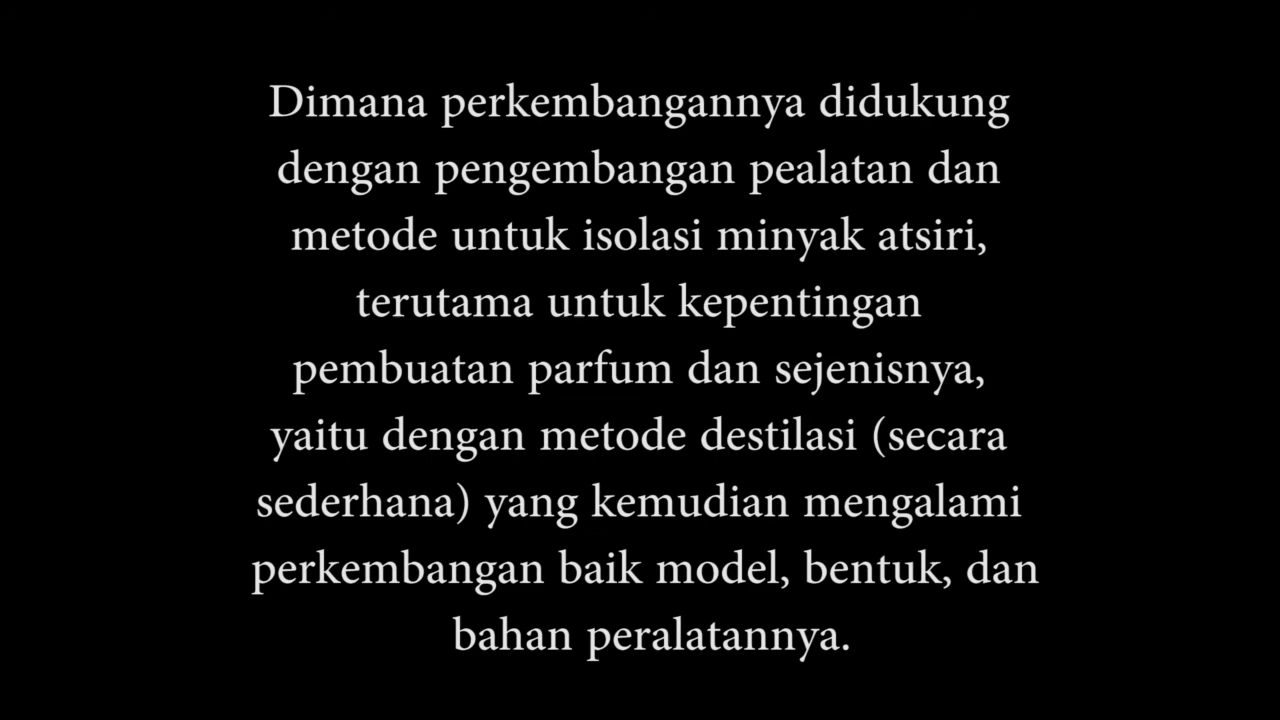 Dimana perkembangannya didukung
dengan pengembangan pealatan dan
metode untuk isolasi minyak atsiri,
terutama untuk kepentingan
pembuatan parfum dan sejenisnya,
yaitu dengan metode destilasi (secara
sederhana) yang kemudian mengalami
perkembangan baik model, bentuk, dan
bahan peralatannya.